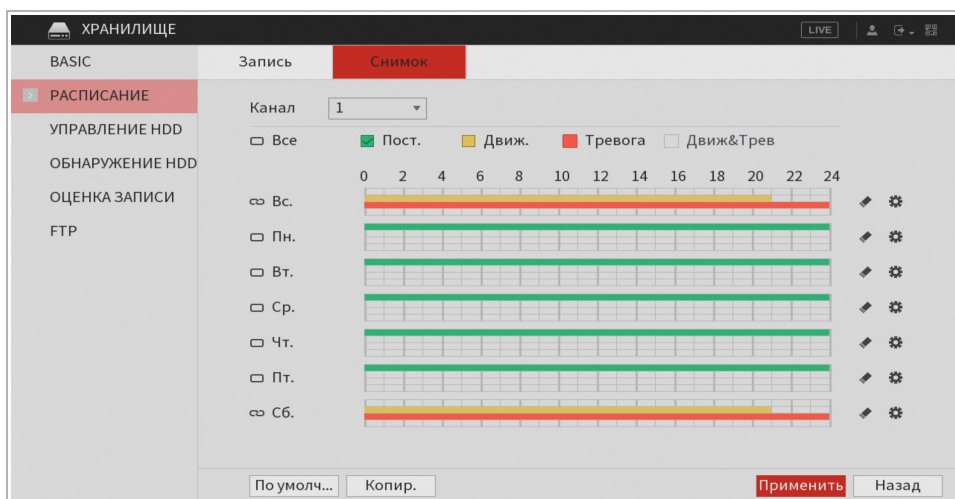 ХРАНИЛИЩЕ LIVE
BASIC
РАСПИСАНИЕ
УПРАВЛЕНИЕ HDD
ОБНАРУЖЕНИЕ HDD
ОЦЕНКА ЗАПИСИ
FTP
Запись Снимок
Канал 1
Все Пост. Движ. Тревога Движ&Трев
0 2 4 6 8 10 12 14 16 18 20 22 24
Вс.
Пн.
Вт.
Ср.
Чт.
Пт.
Сб.
По умолч... Копир. Применить Назад